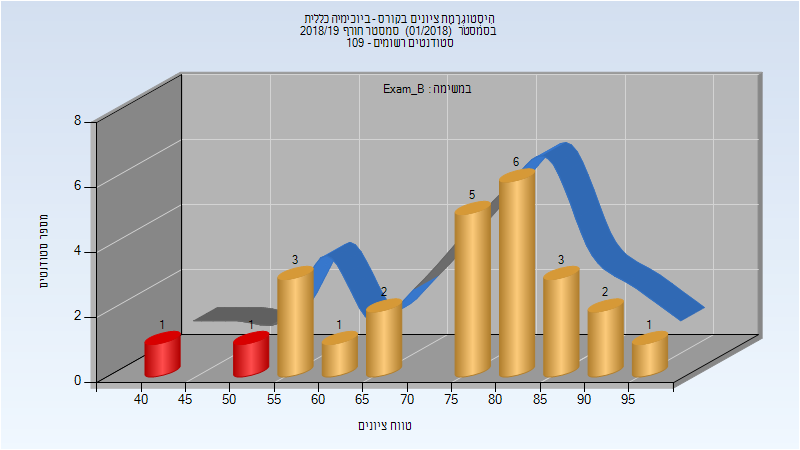 היסטוגרמת ציונים בקורס - ביוכימיה כללית
בסמסטר (01/2018) סמסטר חורף 2018/19
סטודנטים רשומים - 109
במשימה : Exam_B
מספר סטודנטים
8
6
4
2
0
1
1
3
1
2
5
6
3
2
1
40 45 50 55 60 65 70 75 80 85 90 95
טווח ציונים